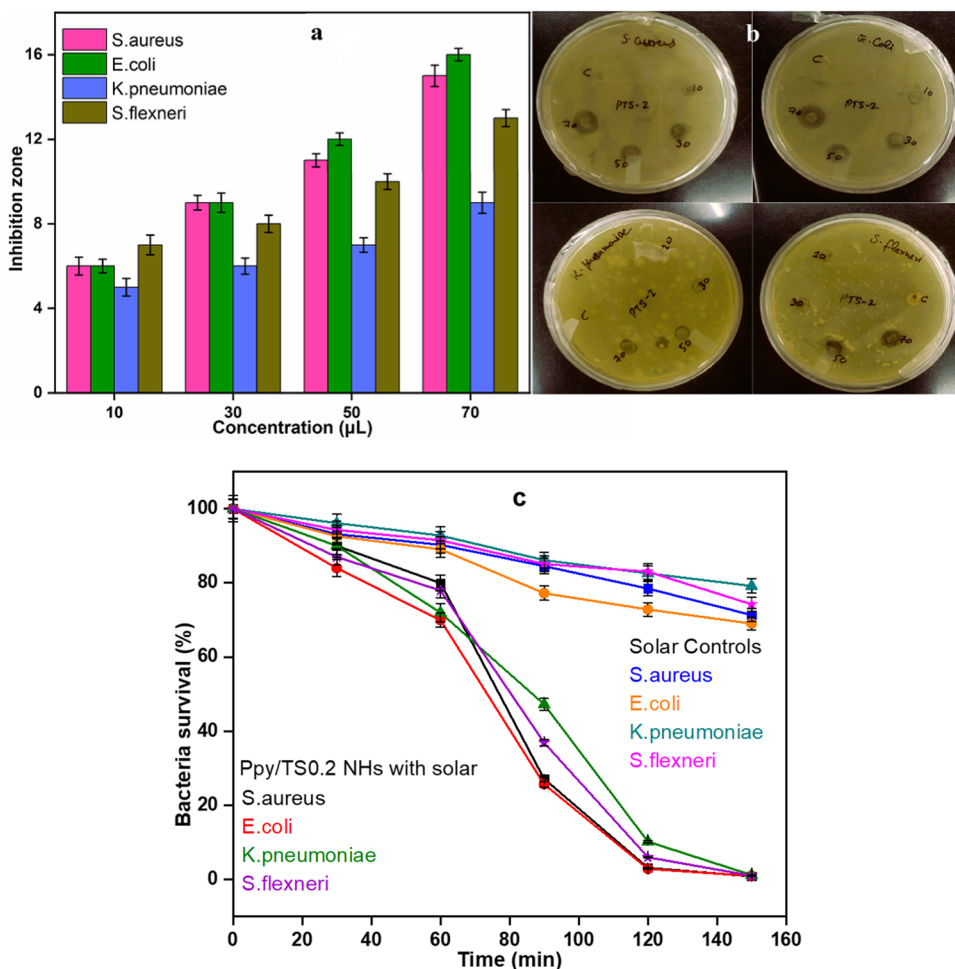 a
S.aureus
E.coli
K.pneumoniae
S.flexneri
16
12
8
4
0
Inhibition zone
10 30 50 70
Concentration (µL)
b
S.aureus
C
10
PTS-2
70
30
50
E.Coli
C
10
PTS-2
70
30
50
K.pneumoniae
30
PTS-2
C
70
50
S.flexneri
10
30
PTS-2
C
70
50
c
100
80
60
40
20
0
Bacteria survival (%)
Solar Controls
S.aureus
E.coli
K.pneumoniae
S.flexneri
Ppy/TS0.2 NHs with solar
S.aureus
E.coli
K.pneumoniae
S.flexneri
0 20 40 60 80 100 120 140 160
Time (min)